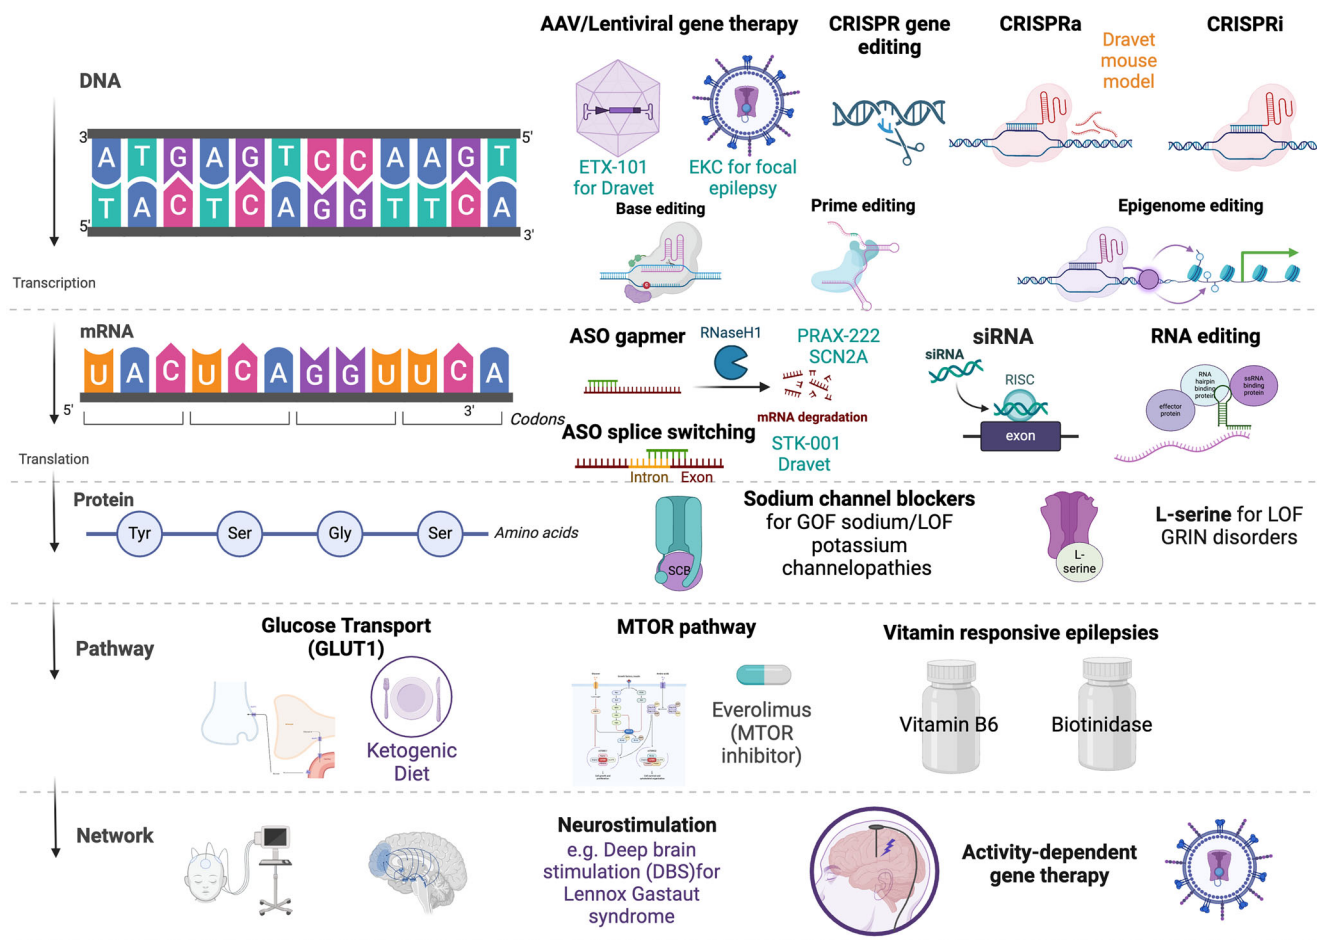 AAV/Lentiviral gene therapy
CRISPR gene
editing
CRISPRa
CRISPRi
Dravet
mouse
model
DNA
3'
5'
A T G A G T C C A A G T
T A C T C A G G T T C A
5'
3'
ETX-101
for Dravet
EKC for focal
epilepsy
Base editing
Prime editing
Epigenome editing
Transcription
mRNA
U A C U C A G G U U C A
5'
3'
Codons
ASO gapmer
RNaseH1
PRAX-222
SCN2A
mRNA degradation
ASO splice switching
Intron
Exon
STK-001
Dravet
siRNA
siRNA
RISC
exon
RNA editing
RNA
hairpin
binding
protein
ssRNA
binding
protein
effector
protein
Translation
Protein
Tyr
Ser
Gly
Ser
Amino acids
SCB
Sodium channel blockers
for GOF sodium/LOF
potassium
channelopathies
L-
serine
L-serine for LOF
GRIN disorders
Pathway
Glucose Transport
(GLUT1)
Ketogenic
Diet
MTOR pathway
Everolimus
(MTOR
inhibitor)
Vitamin responsive epilepsies
Vitamin B6
Biotinidase
Network
Neurostimulation
e.g. Deep brain
stimulation (DBS)for
Lennox Gastaut
syndrome
Activity-dependent
gene therapy